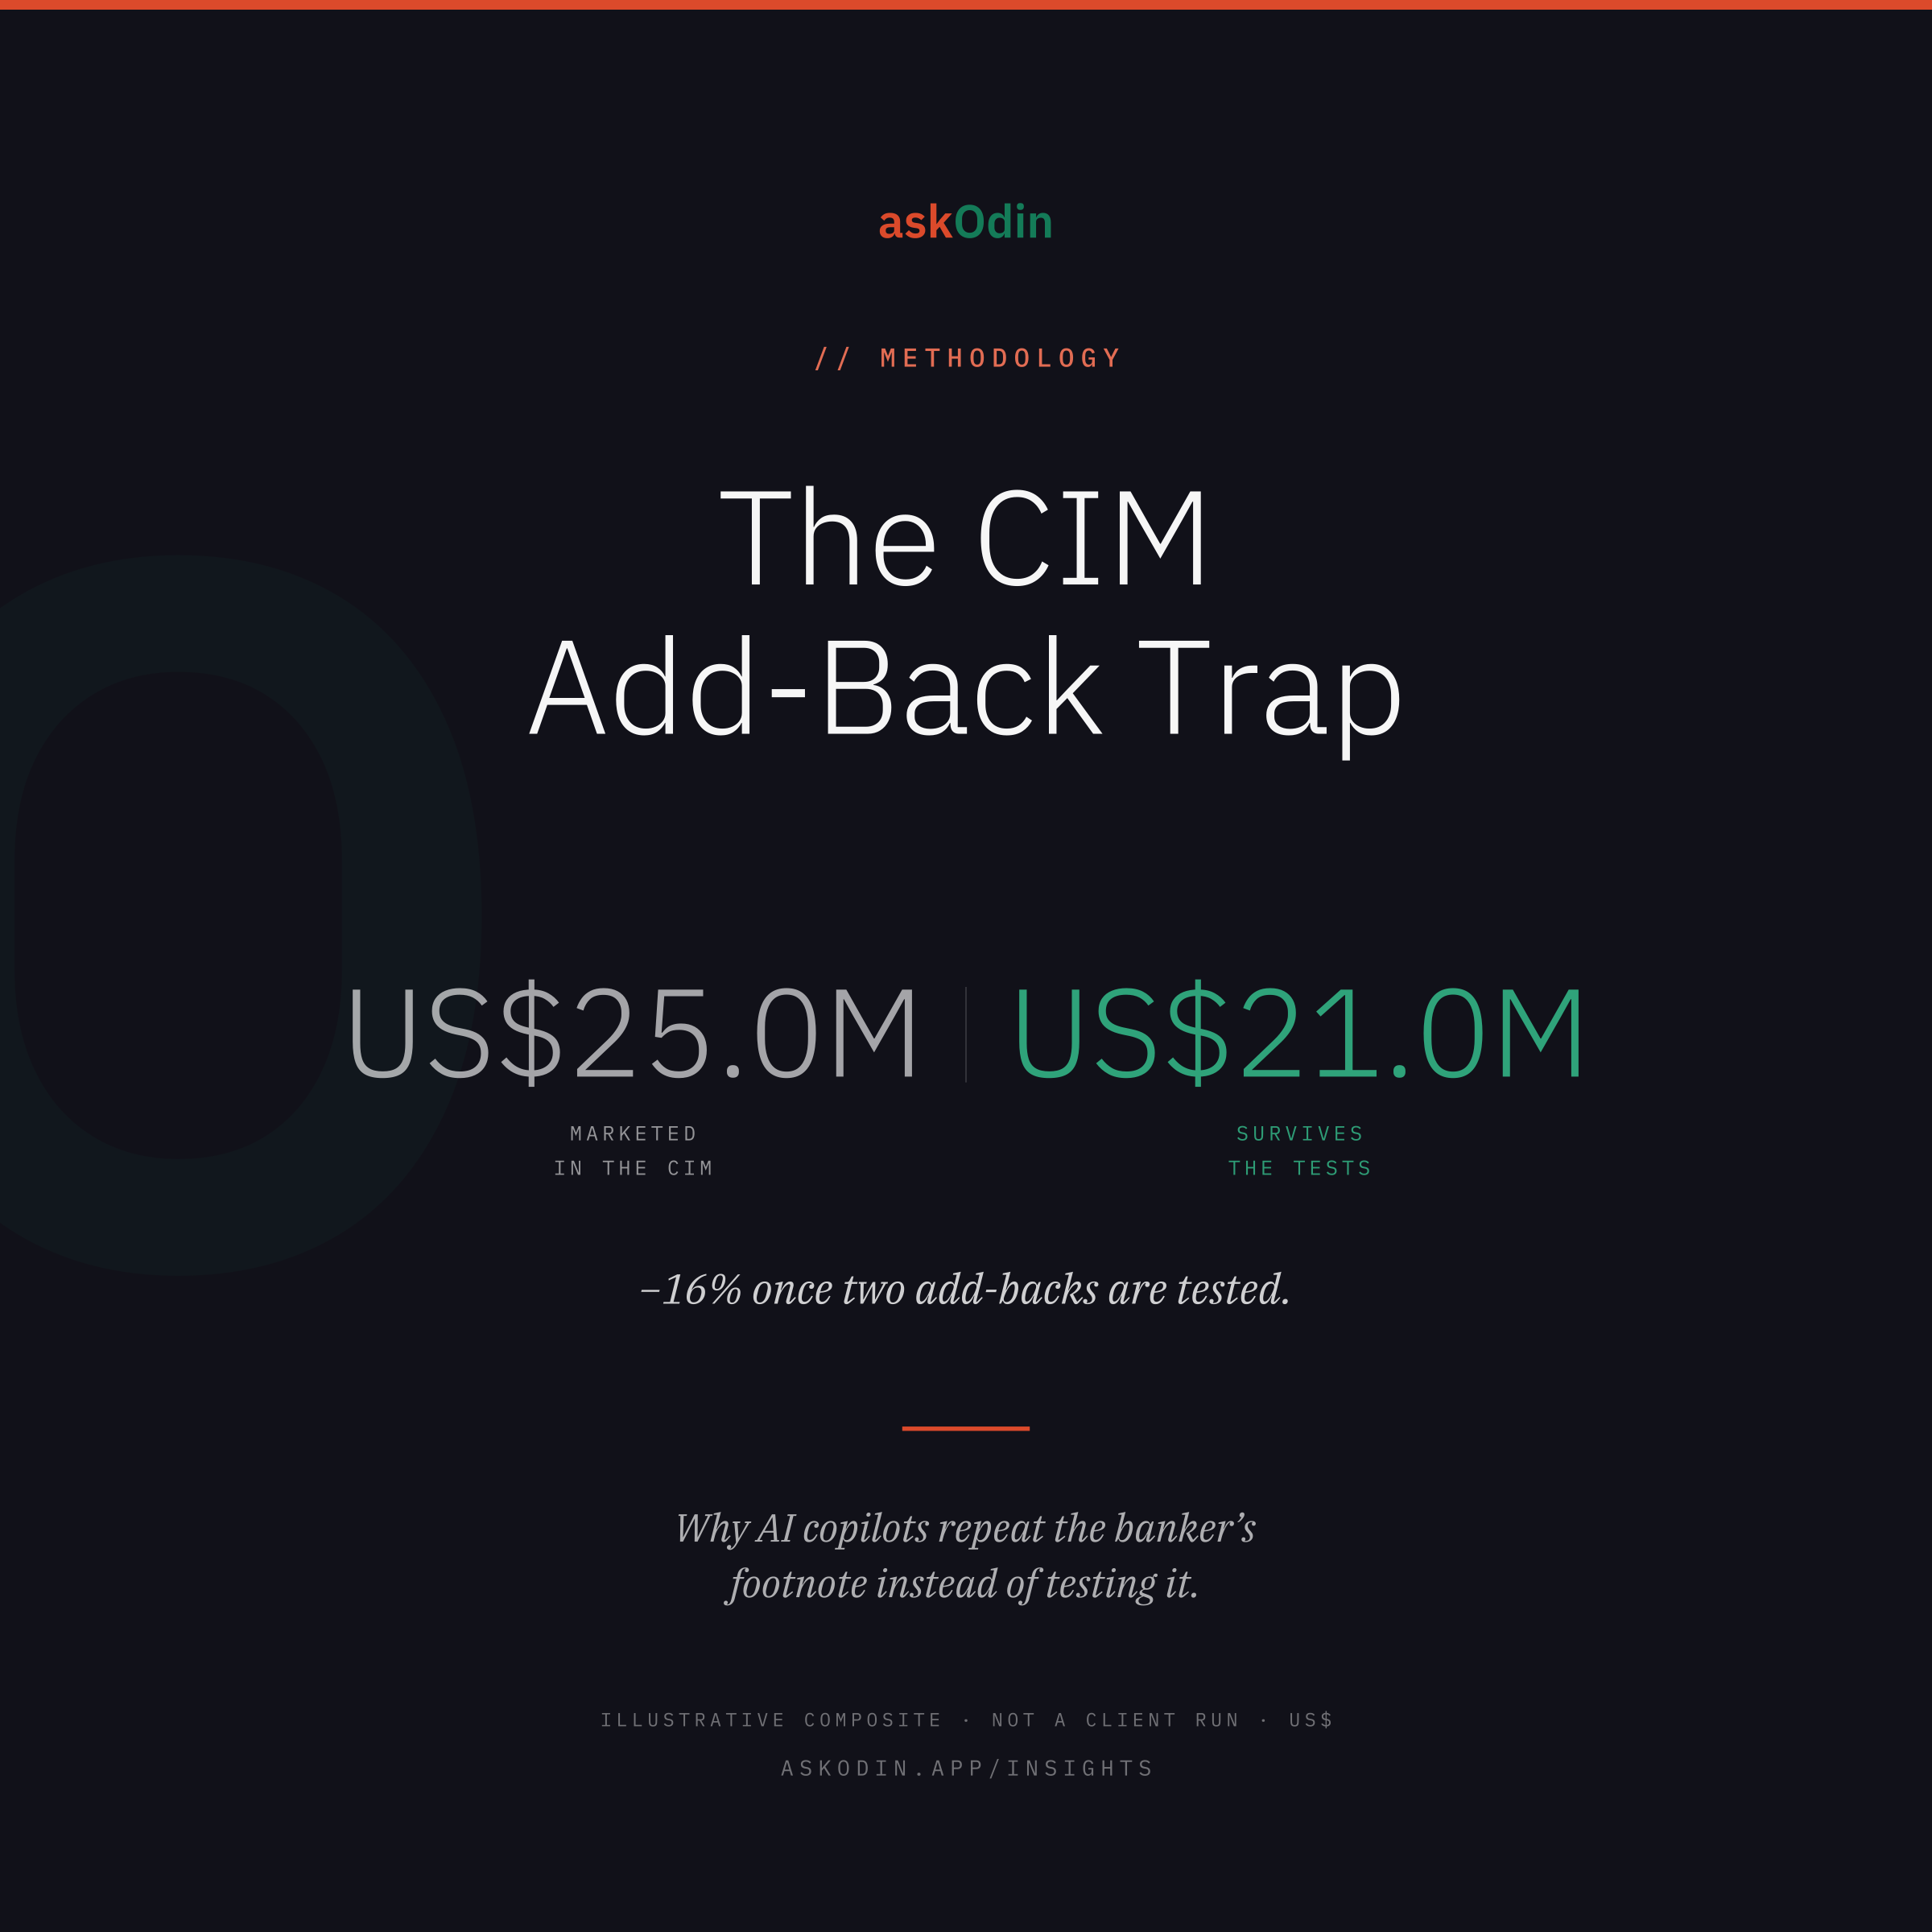 askOdin
// METHODOLOGY
The CIM
Add-Back Trap
US$25.0M
MARKETED
IN THE CIM
US$21.0M
SURVIVES
THE TESTS
–16% once two add-backs are tested.
Why AI copilots repeat the banker’s
footnote instead of testing it.
ILLUSTRATIVE COMPOSITE · NOT A CLIENT RUN · US$
ASKODIN.APP/INSIGHTS